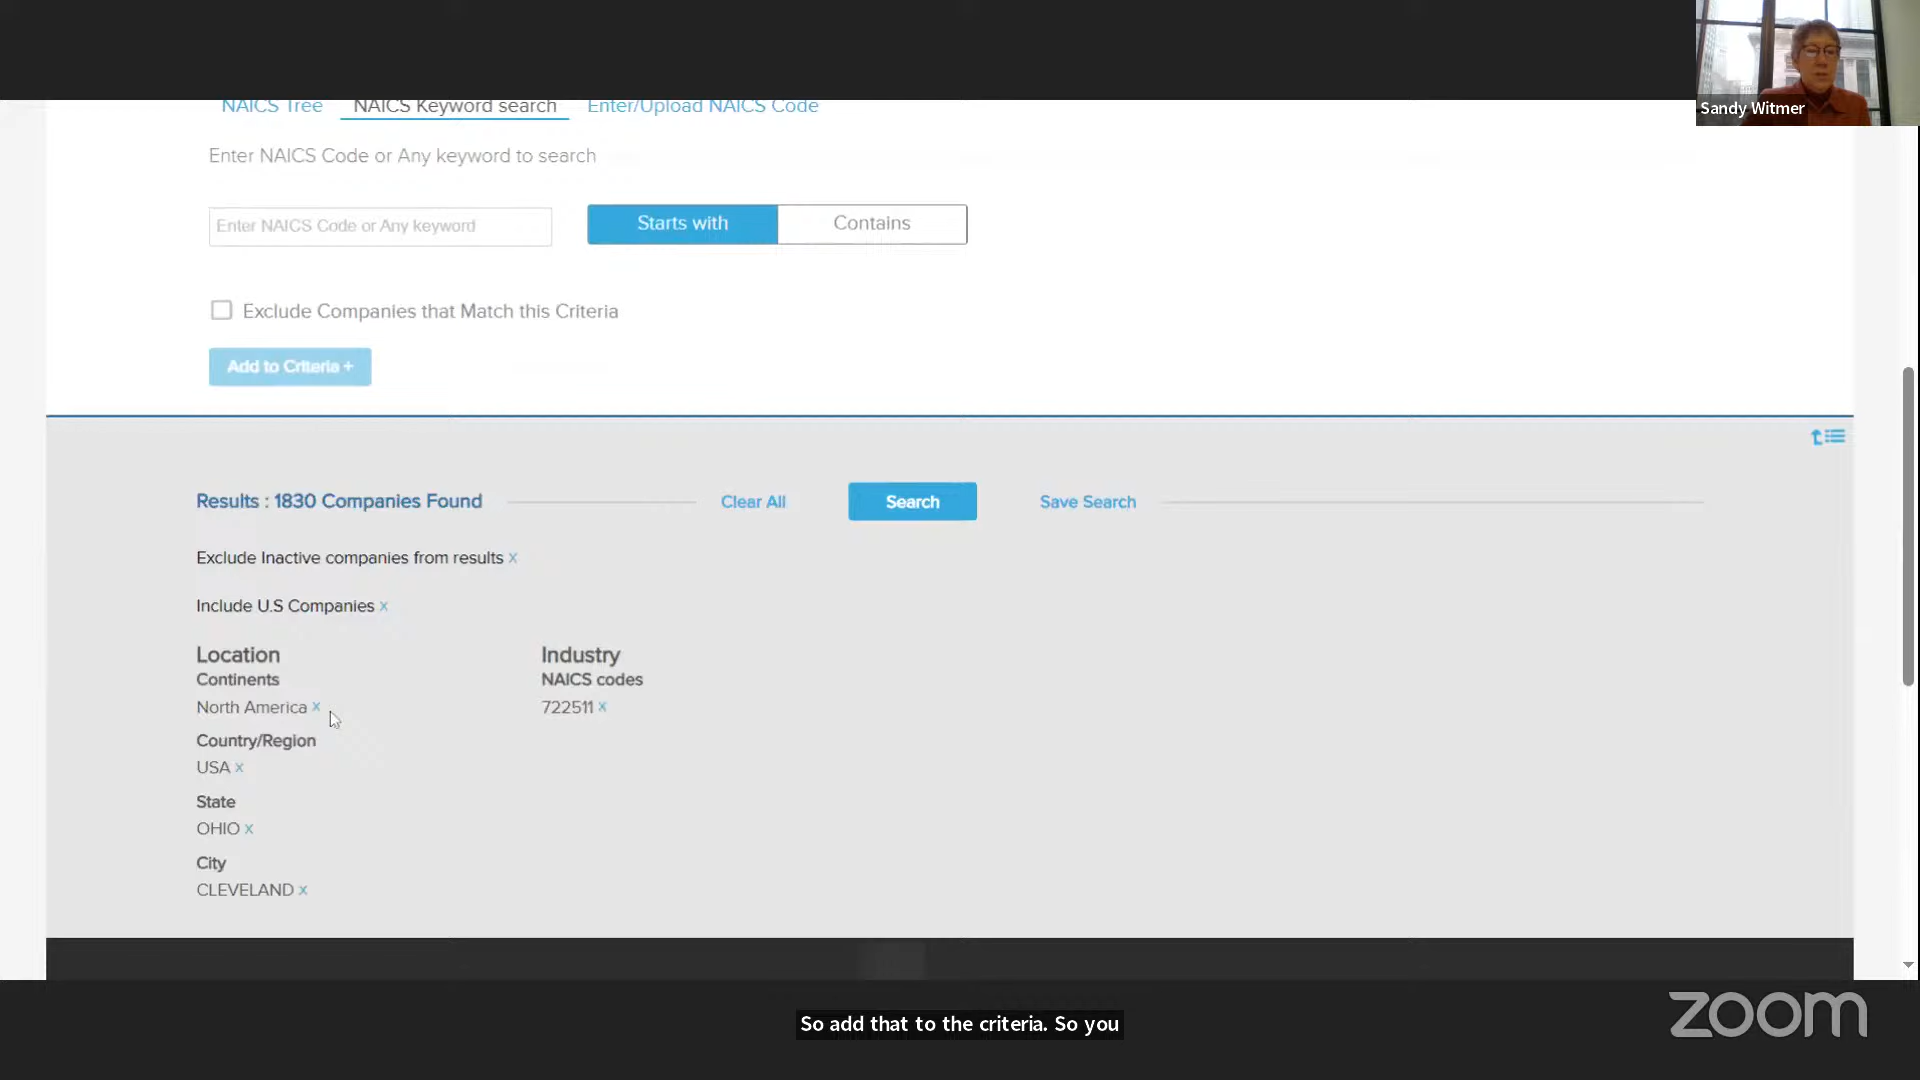 Sandy Witmer
NAICS Tree NAICS Keyword search Enter/Upload NAICS Code
Enter NAICS Code or Any keyword to search
Enter NAICS Code or Any keyword Starts with Contains
Exclude Companies that Match this Criteria
Add to Criteria +
Results : 1830 Companies Found Clear All Search Save Search
Exclude Inactive companies from results x
Include U.S Companies x
Location Industry
Continents NAICS codes
North America x 722511 x
Country/Region
USA x
State
OHIO x
City
CLEVELAND x
So add that to the criteria. So you
zoom